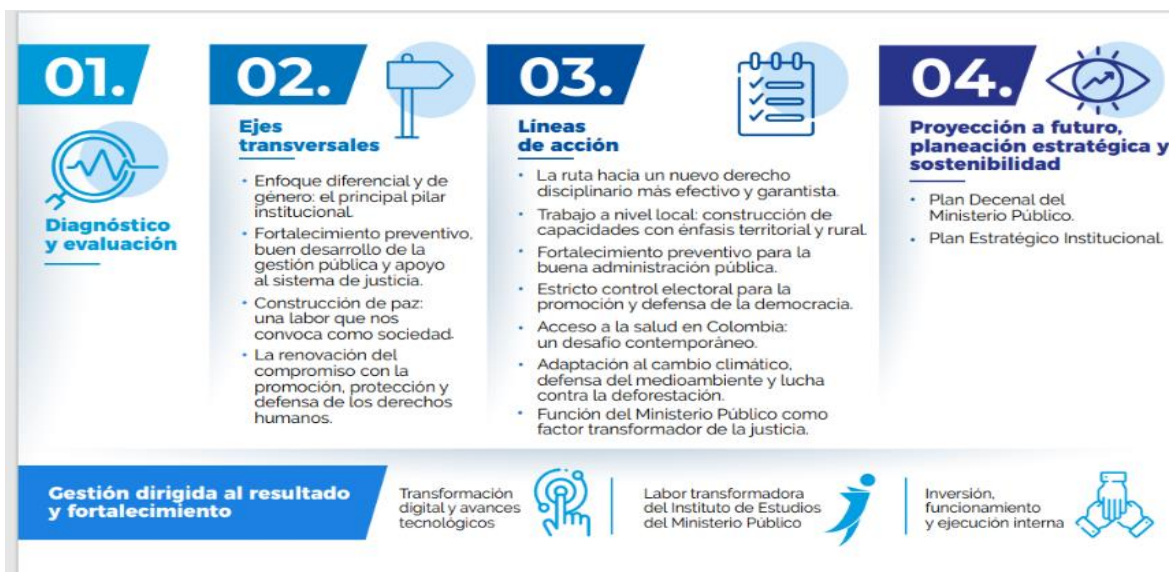 01.
Diagnóstico
y evaluación
02.
Ejes
transversales
• Enfoque diferencial y de
género: el principal pilar
institucional.
• Fortalecimiento preventivo,
buen desarrollo de la
gestión pública y apoyo
al sistema de justicia.
• Construcción de paz:
una labor que nos
convoca como sociedad.
• La renovación del
compromiso con la
promoción, protección y
defensa de los derechos
humanos.
03.
Líneas
de acción
• La ruta hacia un nuevo derecho
disciplinario más efectivo y garantista.
• Trabajo a nivel local: construcción de
capacidades con énfasis territorial y rural.
• Fortalecimiento preventivo para la
buena administración pública.
• Estricto control electoral para la
promoción y defensa de la democracia.
• Acceso a la salud en Colombia:
un desafío contemporáneo.
• Adaptación al cambio climático,
defensa del medioambiente y lucha
contra la deforestación.
• Función del Ministerio Público como
factor transformador de la justicia.
04.
Proyección a futuro,
planeación estratégica y
sostenibilidad
• Plan Decenal del
Ministerio Público.
• Plan Estratégico Institucional.
Gestión dirigida al resultado
y fortalecimiento
Transformación
digital y avances
tecnológicos
Labor transformadora
del Instituto de Estudios
del Ministerio Público
Inversión,
funcionamiento
y ejecución interna